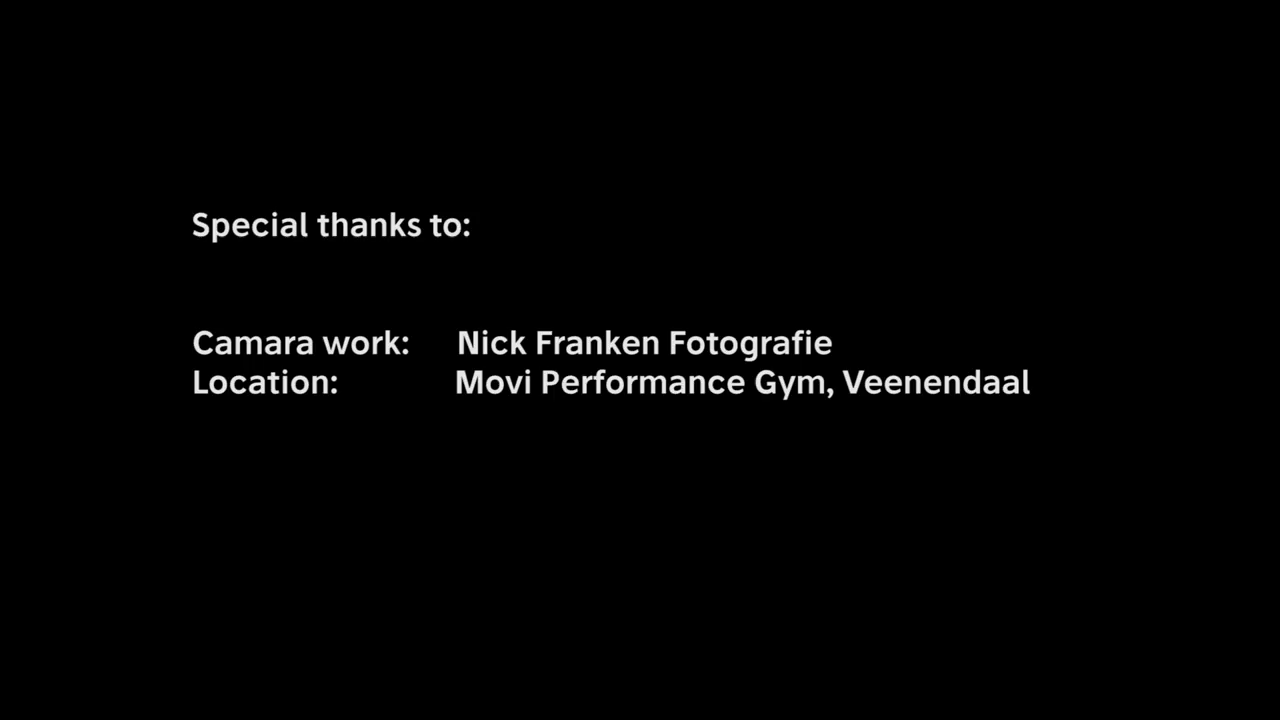 Special thanks to:
Camara work: Nick Franken Fotografie
Location: Movi Performance Gym, Veenendaal